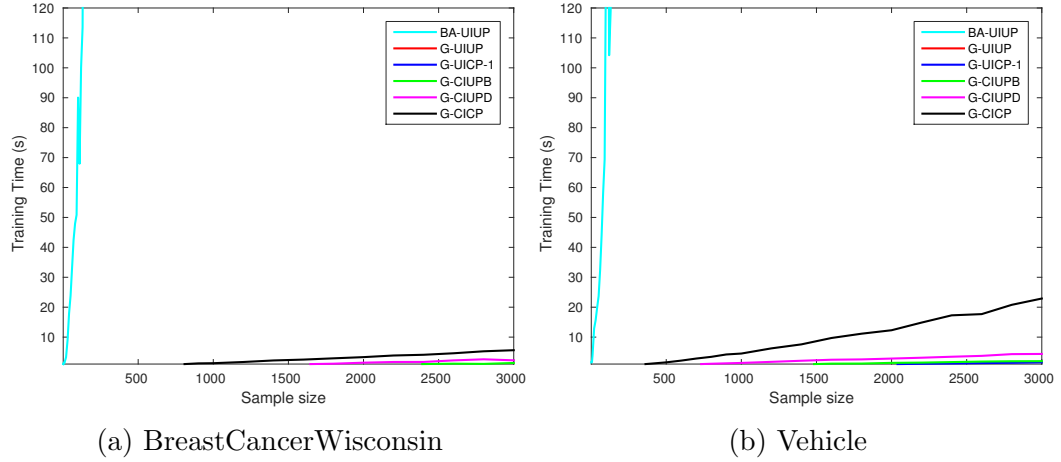 120
110
100
90
80
70
60
50
40
30
20
10
Training Time (s)
500 1000 1500 2000 2500 3000
Sample size
BA-UIUP
G-UIUP
G-UICP-1
G-CIUPB
G-CIUPD
G-CICP
(a) BreastCancerWisconsin
120
110
100
90
80
70
60
50
40
30
20
10
Training Time (s)
500 1000 1500 2000 2500 3000
Sample size
BA-UIUP
G-UIUP
G-UICP-1
G-CIUPB
G-CIUPD
G-CICP
(b) Vehicle